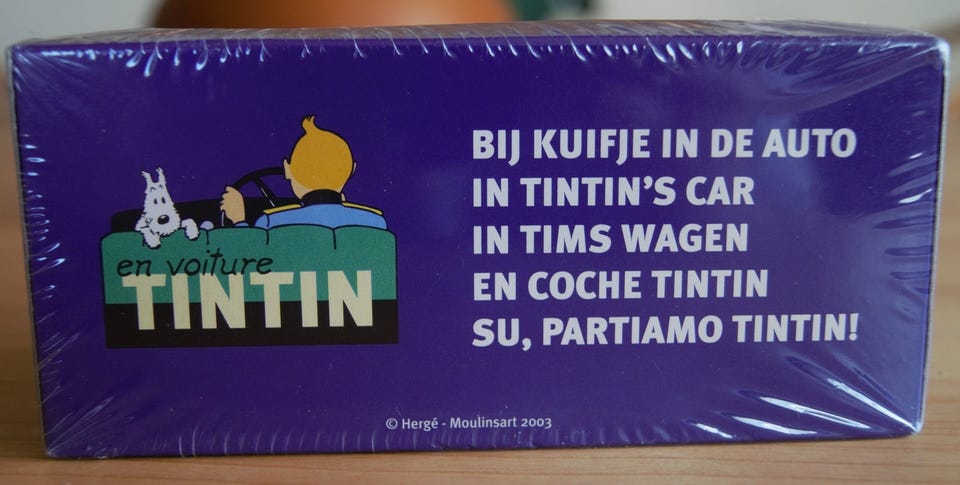 en voiture
TINTIN
BIJ KUIFJE IN DE AUTO
IN TINTIN'S CAR
IN TIMS WAGEN
EN COCHE TINTIN
SU, PARTIAMO TINTIN!
© Hergé - Moulinsart 2003